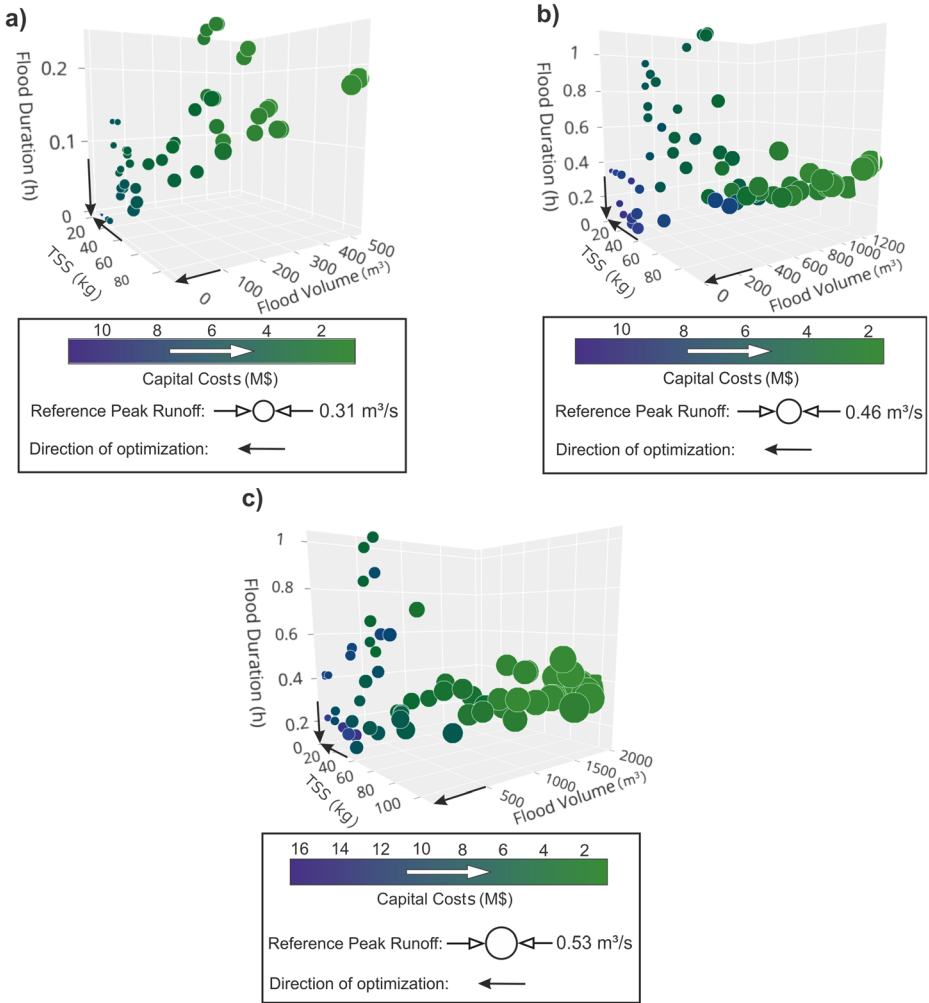 a)
Flood Duration (h)
0.2
0.1
0
20
40
60
80
TSS (kg)
0
100
200
300
400
500
Flood Volume (m³)
10 8 6 4 2
Capital Costs (M$)
Reference Peak Runoff: 0.31 m³/s
Direction of optimization:
b)
Flood Duration (h)
1
0.8
0.6
0.4
0.2
0
20
40
60
80
TSS (kg)
0
200
400
600
800
1000
1200
Flood Volume (m³)
10 8 6 4 2
Capital Costs (M$)
Reference Peak Runoff: 0.46 m³/s
Direction of optimization:
c)
Flood Duration (h)
1
0.8
0.6
0.4
0.2
0
20
40
60
80
100
TSS (kg)
500
1000
1500
2000
Flood Volume (m³)
16 14 12 10 8 6 4 2
Capital Costs (M$)
Reference Peak Runoff: 0.53 m³/s
Direction of optimization: